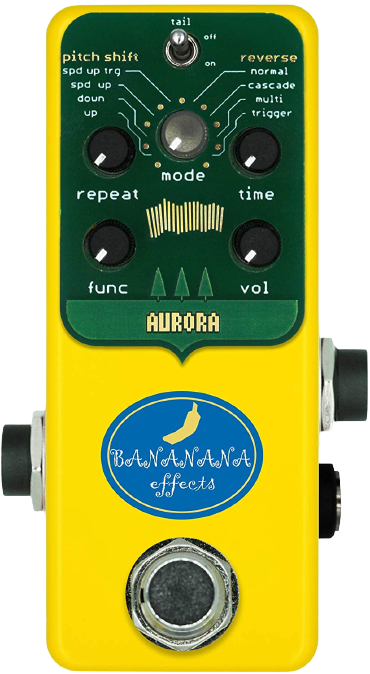 tail
off
on
pitch shift
spd up trg
spd up
down
up
reverse
normal
cascade
multi
trigger
mode
repeat
time
func
vol
AURORA
BANANANA
effects